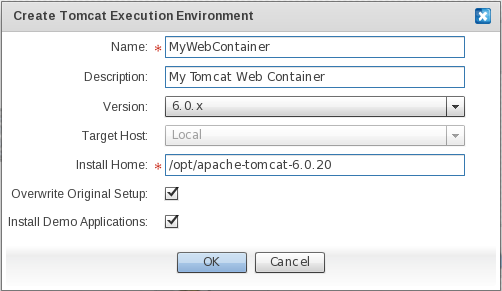 Create Tomcat Execution Environment
Name: * MyWebContainer
Description: My Tomcat Web Container
Version: 6.0.x
Target Host: Local
Install Home: * /opt/apache-tomcat-6.0.20
Overwrite Original Setup:
Install Demo Applications:
OK Cancel